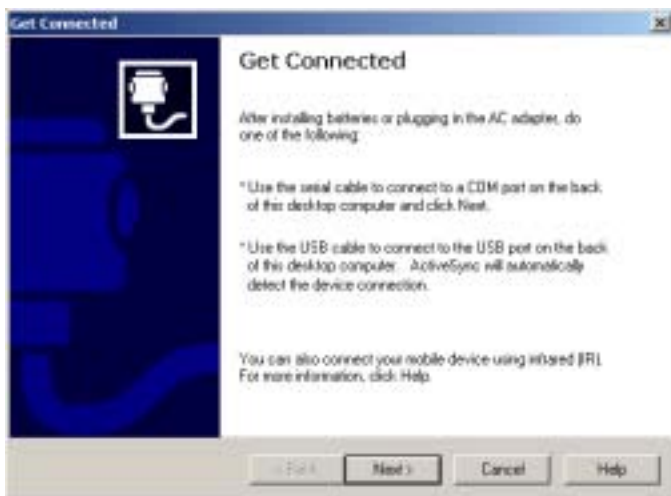 Get Connected
Get Connected
After installing batteries or plugging in the AC adapter, do
one of the following:
* Use the serial cable to connect to a COM port on the back
of this desktop computer and click Next.
* Use the USB cable to connect to the USB port on the back
of this desktop computer. ActiveSync will automatically
detect the device connection.
You can also connect your mobile device using infrared (IR).
For more information, click Help.
< Back Next > Cancel Help